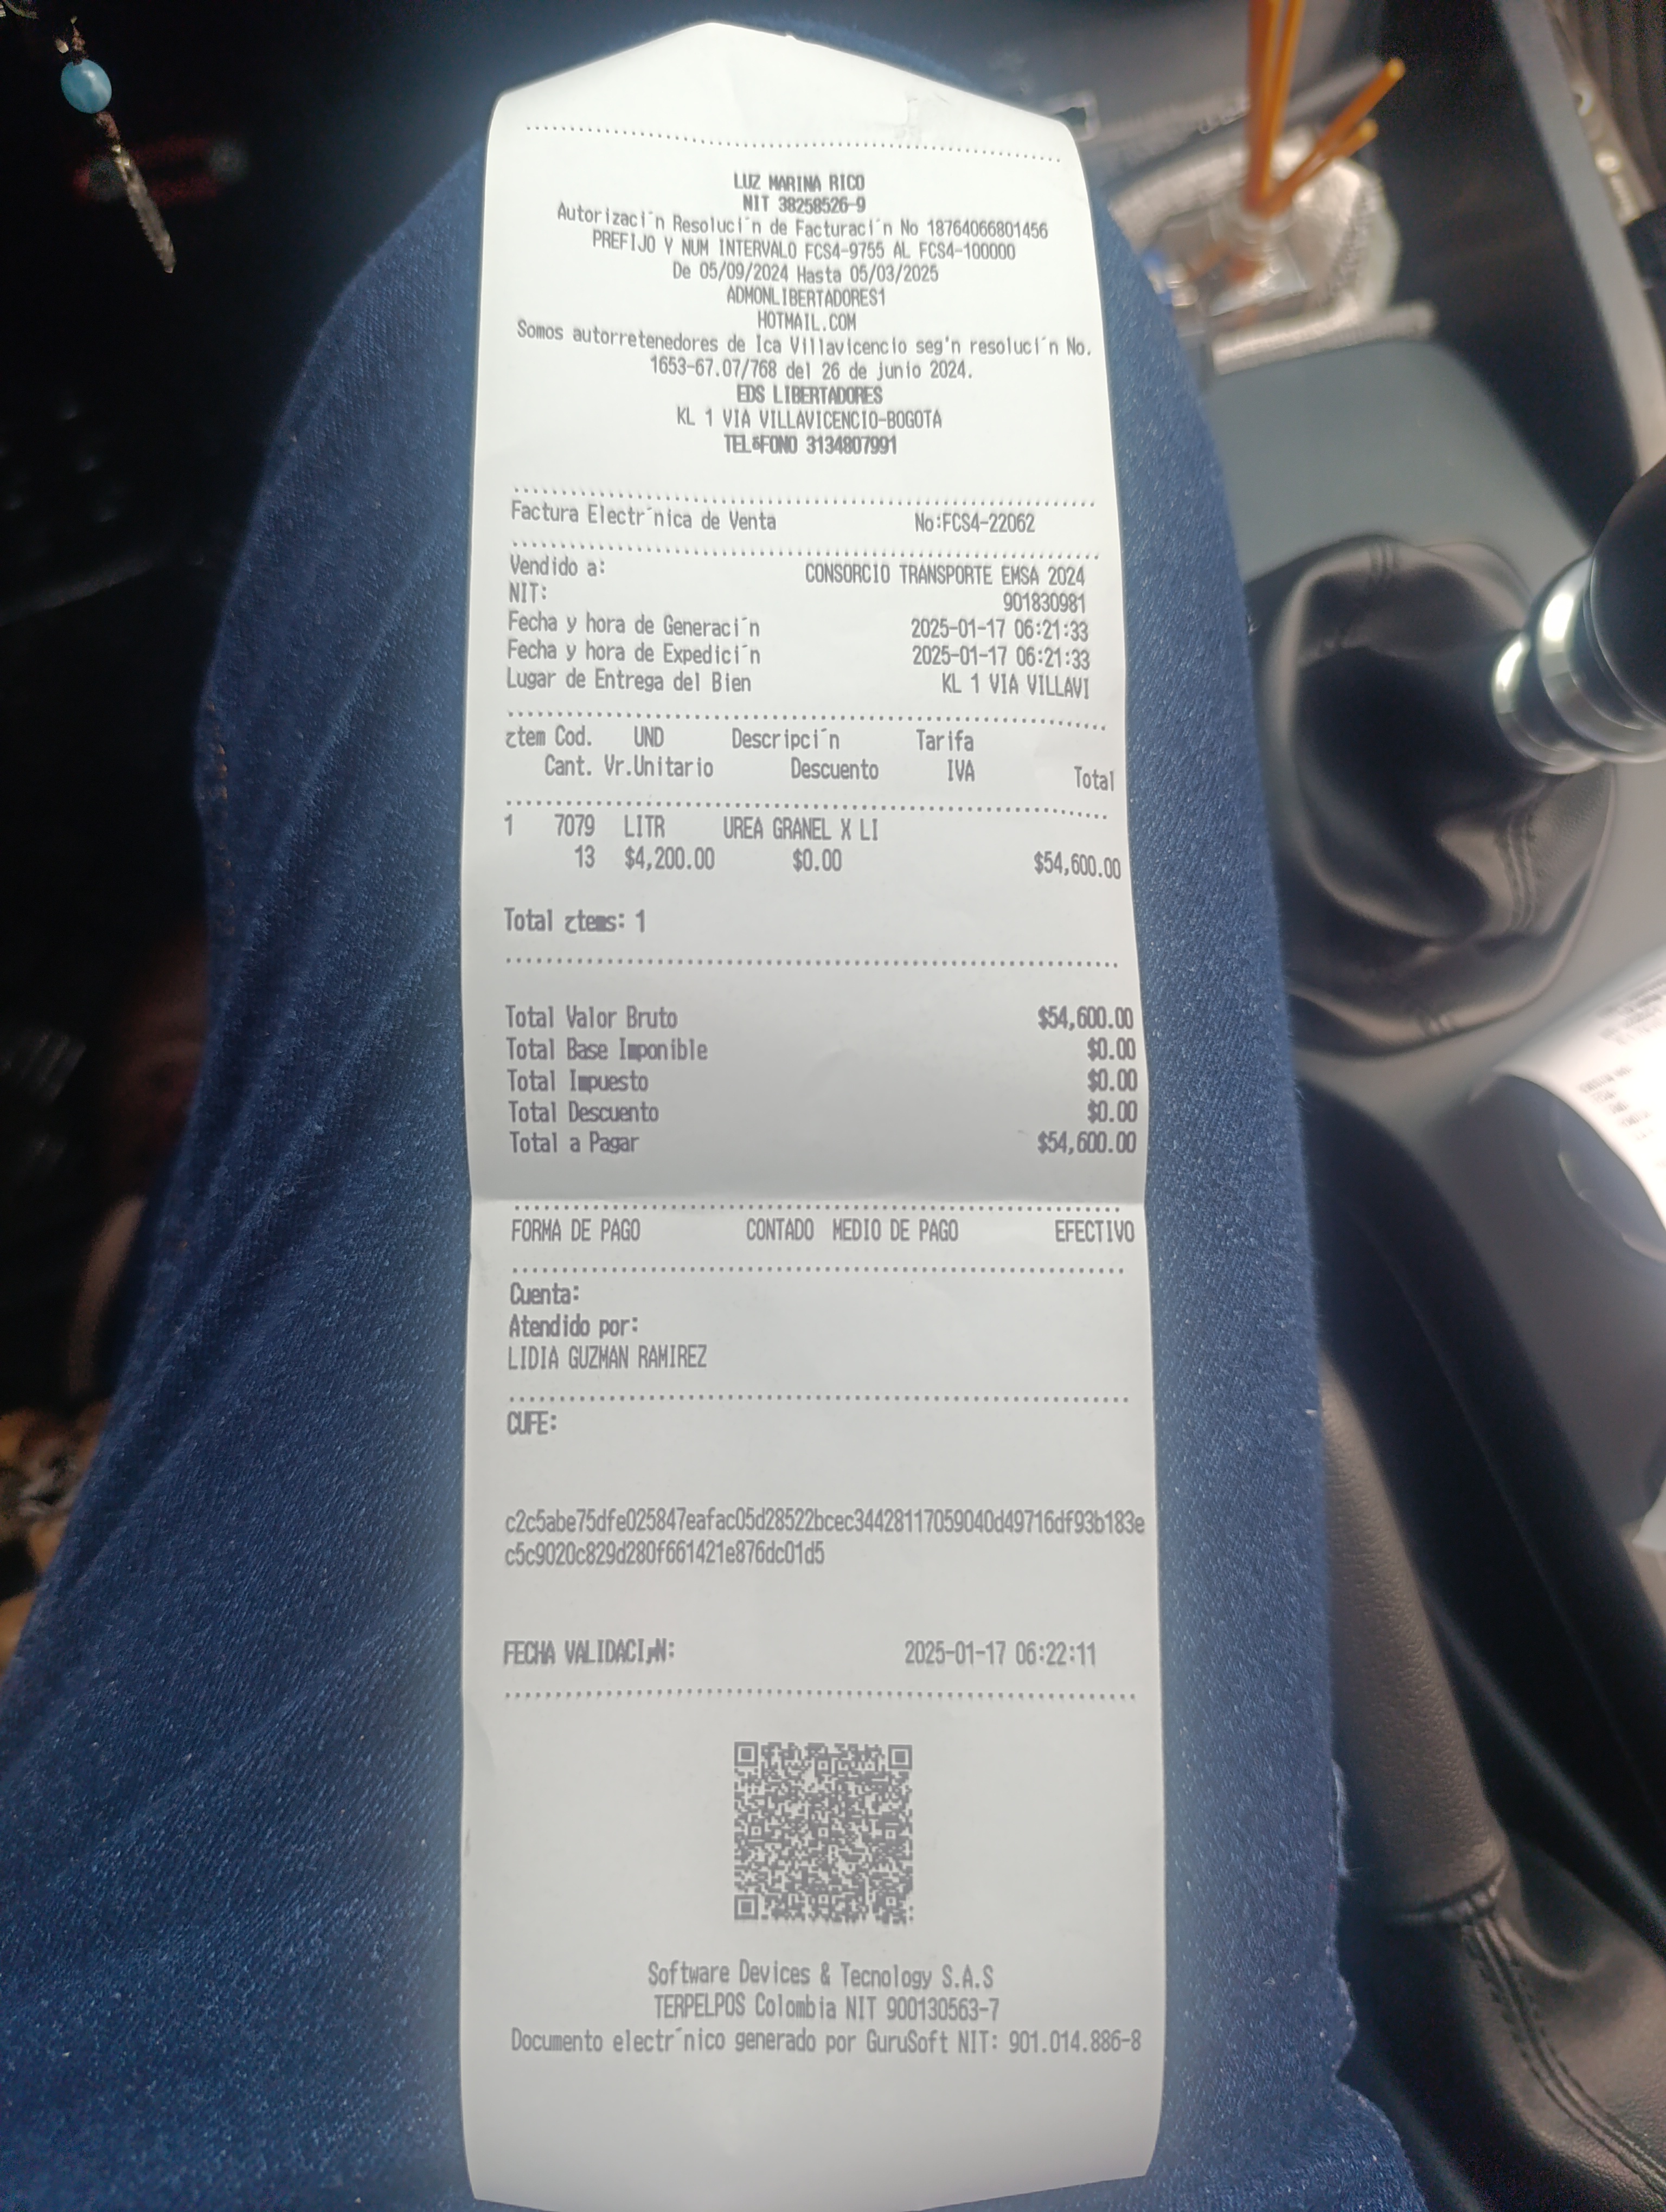 LUZ MARINA RICO
NIT 38258526-9
Autorizaci´n Resoluci´n de Facturaci´n No 18764066801456
PREFIJO Y NUM INTERVALO FCS4-9755 AL FCS4-100000
De 05/09/2024 Hasta 05/03/2025
ADMONLIBERTADORES1
HOTMAIL.COM
Somos autorretenedores de Ica Villavicencio seg'n resoluci´n No.
1653-67.07/768 del 26 de junio 2024.
EDS LIBERTADORES
KL 1 VIA VILLAVICENCIO-BOGOTA
TELéFONO 3134807991
Factura Electr´nica de Venta No:FCS4-22062
Vendido a: CONSORCIO TRANSPORTE EMSA 2024
NIT: 901830981
Fecha y hora de Generaci´n 2025-01-17 06:21:33
Fecha y hora de Expedici´n 2025-01-17 06:21:33
Lugar de Entrega del Bien KL 1 VIA VILLAVI
ztem Cod. UND Descripci´n Tarifa
Cant. Vr.Unitario Descuento IVA Total
1 7079 LITR UREA GRANEL X LI
13 $4,200.00 $0.00 $54,600.00
Total ztems: 1
Total Valor Bruto $54,600.00
Total Base Imponible $0.00
Total Impuesto $0.00
Total Descuento $0.00
Total a Pagar $54,600.00
FORMA DE PAGO CONTADO MEDIO DE PAGO EFECTIVO
Cuenta:
Atendido por:
LIDIA GUZMAN RAMIREZ
CUFE:
c2c5abe75dfe025847eafac05d28522bcec34428117059040d49716df93b183e
c5c9020c829d280f661421e876dc01d5
FECHA VALIDACI¾N: 2025-01-17 06:22:11
Software Devices & Tecnology S.A.S
TERPELPOS Colombia NIT 900130563-7
Documento electr´nico generado por GuruSoft NIT: 901.014.886-8